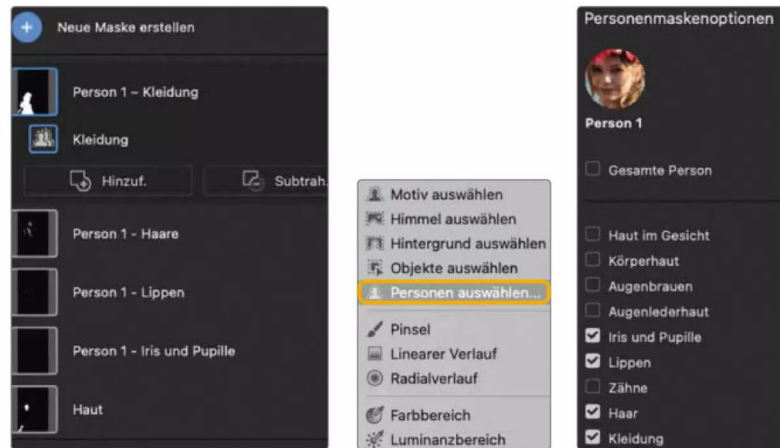 Neue Maske erstellen
Person 1 – Kleidung
Kleidung
Hinzuf.
Subtrah.
Person 1 - Haare
Person 1 - Lippen
Person 1 - Iris und Pupille
Haut
Motiv auswählen
Himmel auswählen
Hintergrund auswählen
Objekte auswählen
Personen auswählen...
Pinsel
Linearer Verlauf
Radialverlauf
Farbbereich
Luminanzbereich
Personenmaskenoptionen
Person 1
Gesamte Person
Haut im Gesicht
Körperhaut
Augenbrauen
Augenlederhaut
Iris und Pupille
Lippen
Zähne
Haar
Kleidung